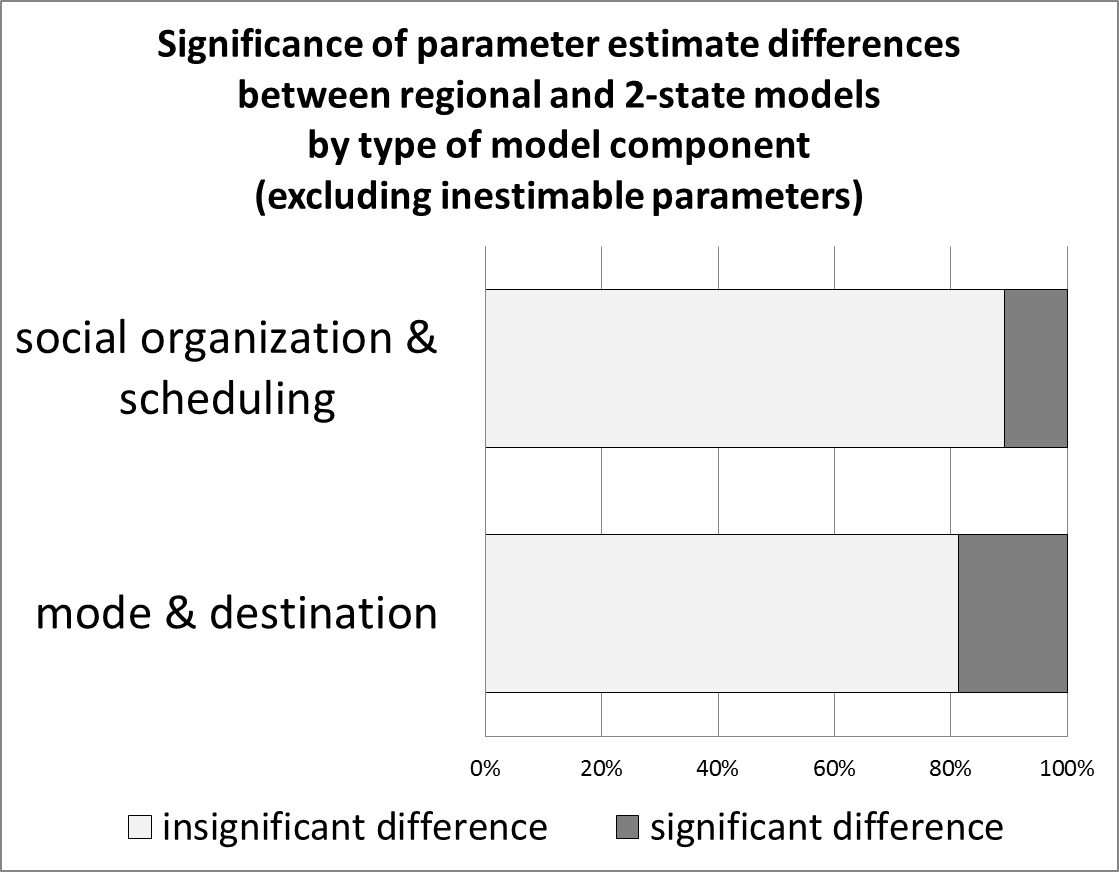 Significance of parameter estimate differences
between regional and 2-state models
by type of model component
(excluding inestimable parameters)
social organization &
scheduling
mode & destination
0% 20% 40% 60% 80% 100%
insignificant difference significant difference